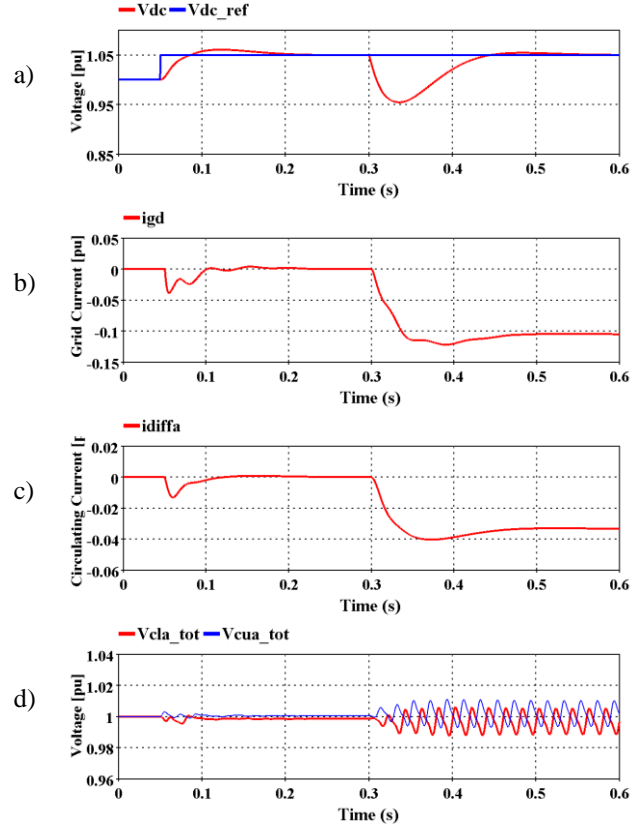 Vdc Vdc_ref
a)
Voltage [pu]
1.05
0.95
0.85
0 0.1 0.2 0.3 0.4 0.5 0.6
Time (s)
igd
b)
Grid Current [pu]
0.05
0
-0.05
-0.1
-0.15
0 0.1 0.2 0.3 0.4 0.5 0.6
Time (s)
idiffa
c)
Circulating Current [p
0.02
0
-0.02
-0.04
-0.06
0 0.1 0.2 0.3 0.4 0.5 0.6
Time (s)
Vcla_tot Vcua_tot
d)
Voltage [pu]
1.04
1.02
1
0.98
0.96
0 0.1 0.2 0.3 0.4 0.5 0.6
Time (s)